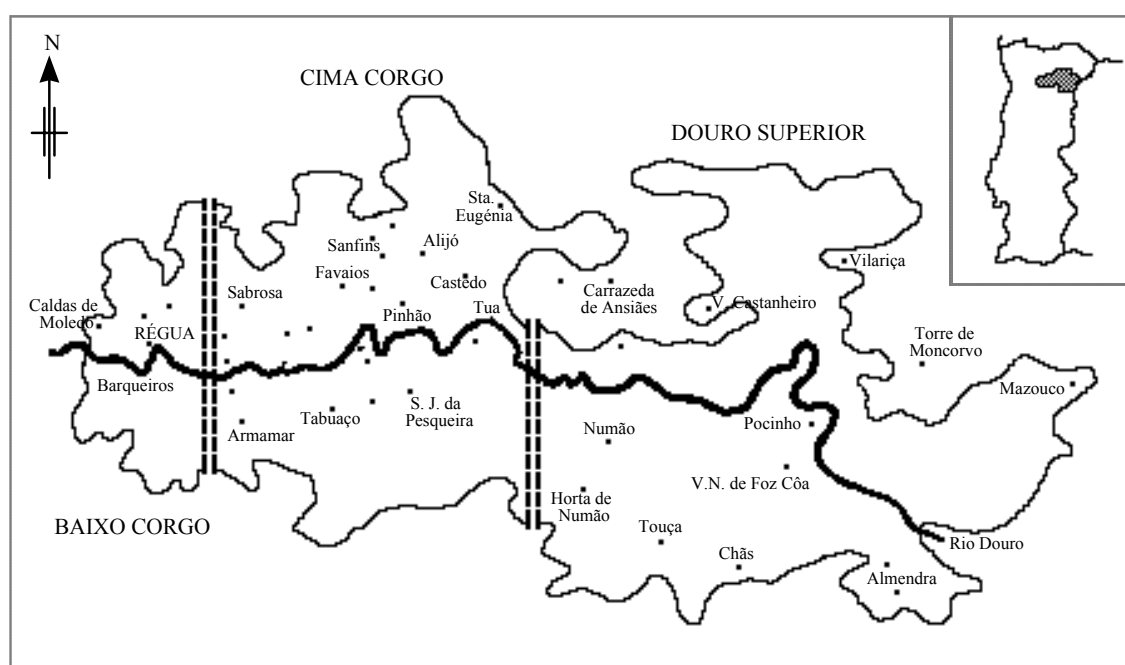 N
CIMA CORGO
DOURO SUPERIOR
Sta.
Eugénia
Sanfins
Alijó
Favaios
Castêdo
Vilariça
Sabrosa
Carrazeda
de Ansiães
V. Castanheiro
Caldas de
Moledo
Pinhão
Tua
RÉGUA
Torre de
Moncorvo
Barqueiros
Mazouco
Tabuaço
S. J. da
Pesqueira
Armamar
Numão
Pocinho
V.N. de Foz Côa
Horta de
Numão
BAIXO CORGO
Touça
Chãs
Rio Douro
Almendra